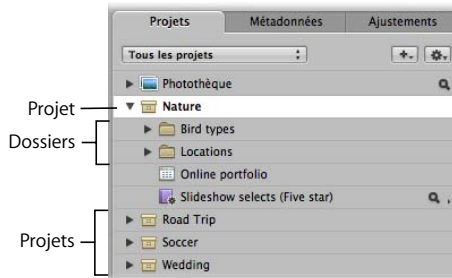 Projets Métadonnées Ajustements
Tous les projets
Photothèque
Projet Nature
Dossiers
Bird types
Locations
Online portfolio
Slideshow selects (Five star)
Projets
Road Trip
Soccer
Wedding